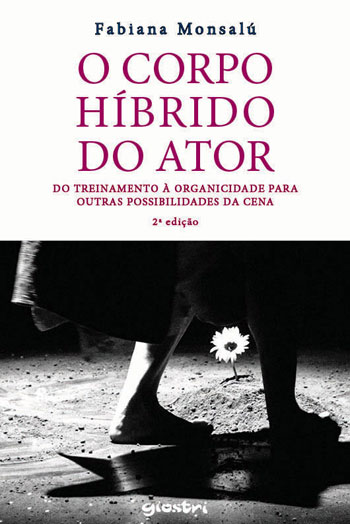 Fabiana Monsalú
O CORPO
HÍBRIDO
DO ATOR
DO TREINAMENTO À ORGANICIDADE PARA
OUTRAS POSSIBILIDADES DA CENA
2ª edição
giostri